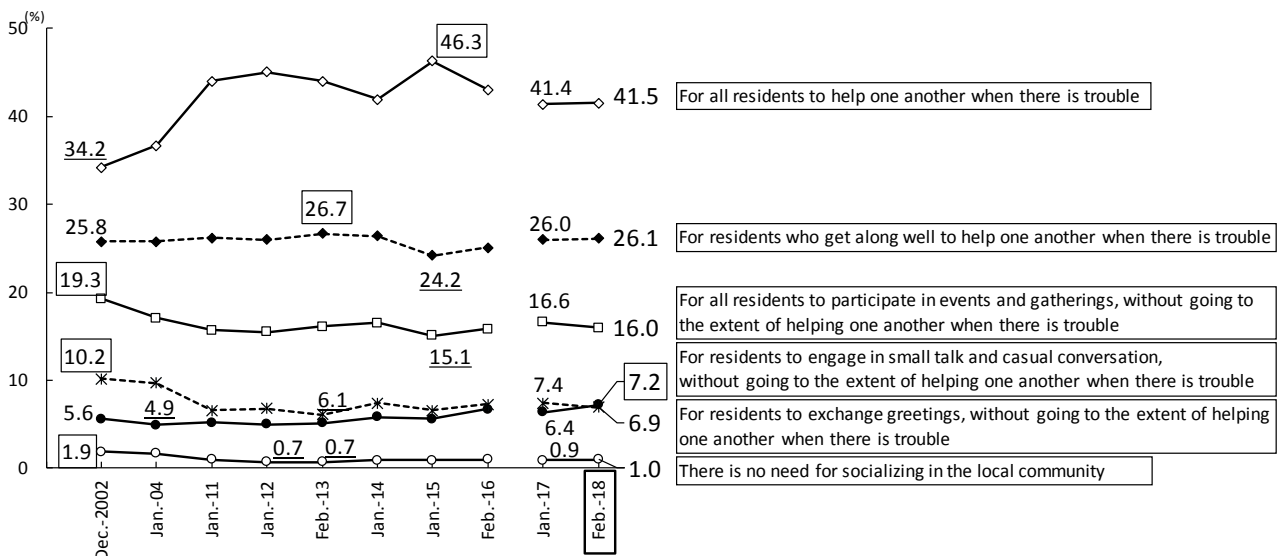 (%)
50
40
30
20
10
0
46.3
34.2
41.4
41.5
For all residents to help one another when there is trouble
25.8
26.7
24.2
26.0
26.1
For residents who get along well to help one another when there is trouble
19.3
15.1
16.6
16.0
For all residents to participate in events and gatherings, without going to
the extent of helping one another when there is trouble
10.2
6.1
7.4
7.2
For residents to engage in small talk and casual conversation,
without going to the extent of helping one another when there is trouble
5.6
4.9
6.4
6.9
For residents to exchange greetings, without going to the extent of helping
one another when there is trouble
1.9
0.7
0.7
0.9
1.0
There is no need for socializing in the local community
Dec.-2002
Jan.-04
Jan.-11
Jan.-12
Feb.-13
Jan.-14
Jan.-15
Feb.-16
Jan.-17
Feb.-18